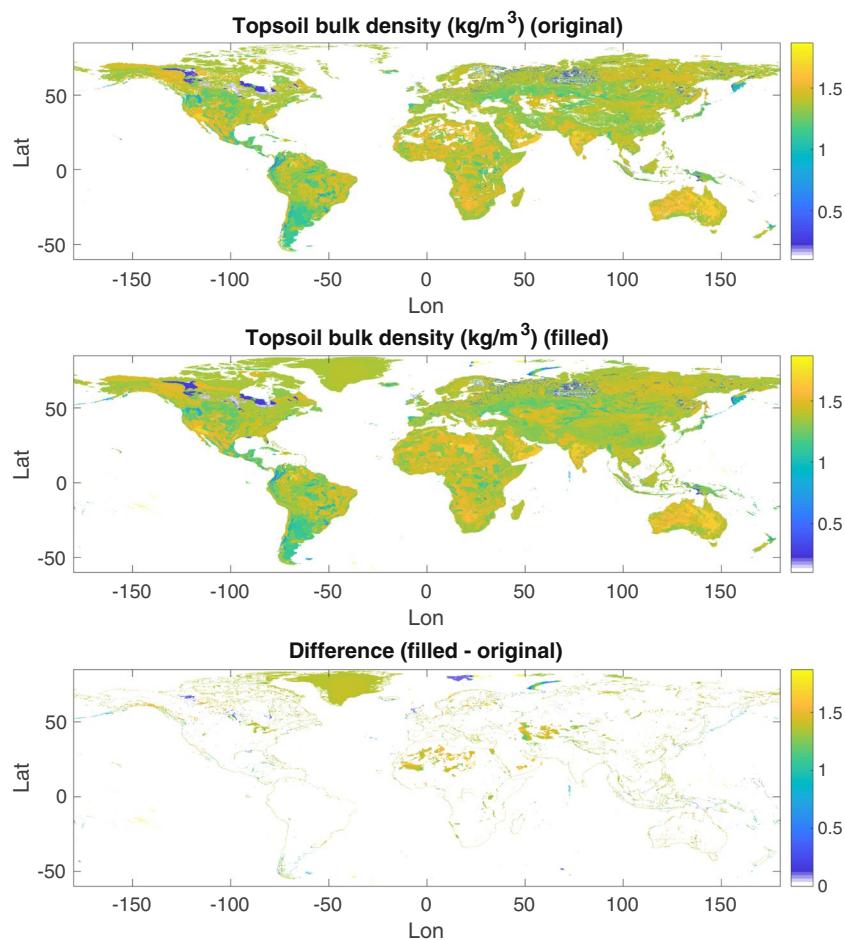 Topsoil bulk density (kg/m³) (original)
50
0
-50
Lat
-150 -100 -50 0 50 100 150
Lon
1.5
1
0.5
Topsoil bulk density (kg/m³) (filled)
50
0
-50
Lat
-150 -100 -50 0 50 100 150
Lon
1.5
1
0.5
Difference (filled - original)
50
0
-50
Lat
-150 -100 -50 0 50 100 150
Lon
1.5
1
0.5
0